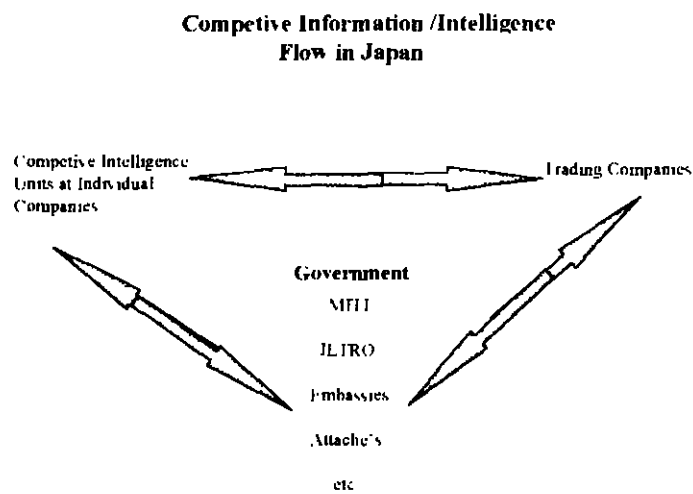 Competive Information /Intelligence
Flow in Japan
Competive Intelligence
Units at Individual
Companies
Trading Companies
Government
MITI
JETRO
Embassies
Attache's
etc